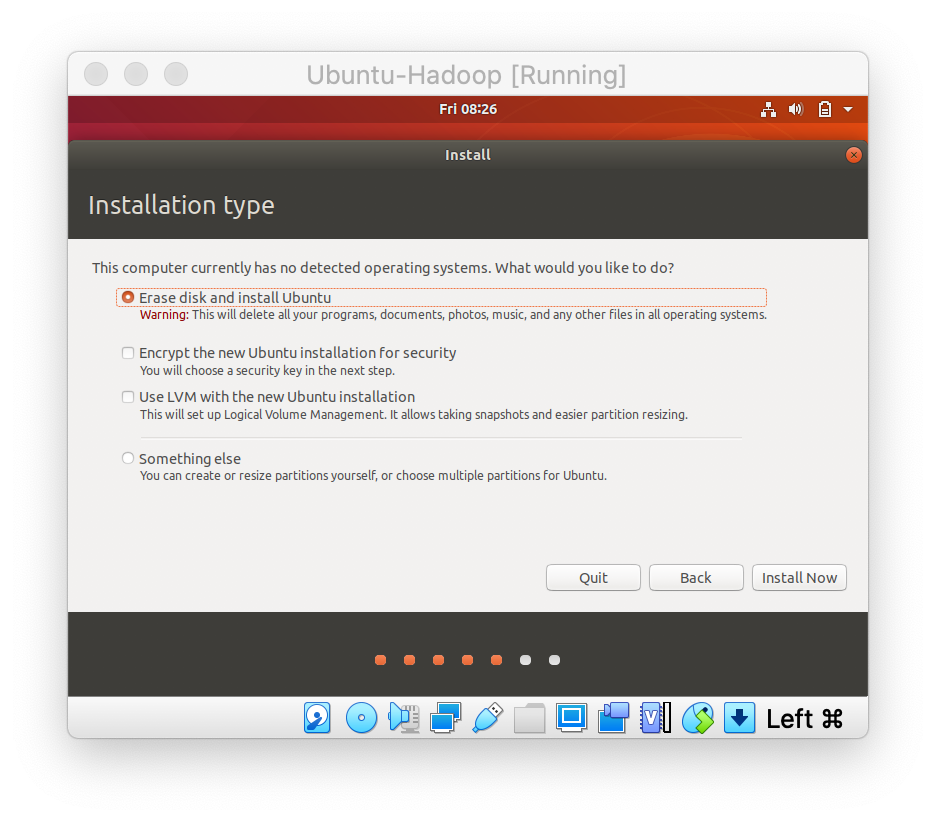 Ubuntu-Hadoop [Running]
Fri 08:26
Install
Installation type
This computer currently has no detected operating systems. What would you like to do?
Erase disk and install Ubuntu
Warning: This will delete all your programs, documents, photos, music, and any other files in all operating systems.
Encrypt the new Ubuntu installation for security
You will choose a security key in the next step.
Use LVM with the new Ubuntu installation
This will set up Logical Volume Management. It allows taking snapshots and easier partition resizing.
Something else
You can create or resize partitions yourself, or choose multiple partitions for Ubuntu.
Quit Back Install Now
V Left ⌘